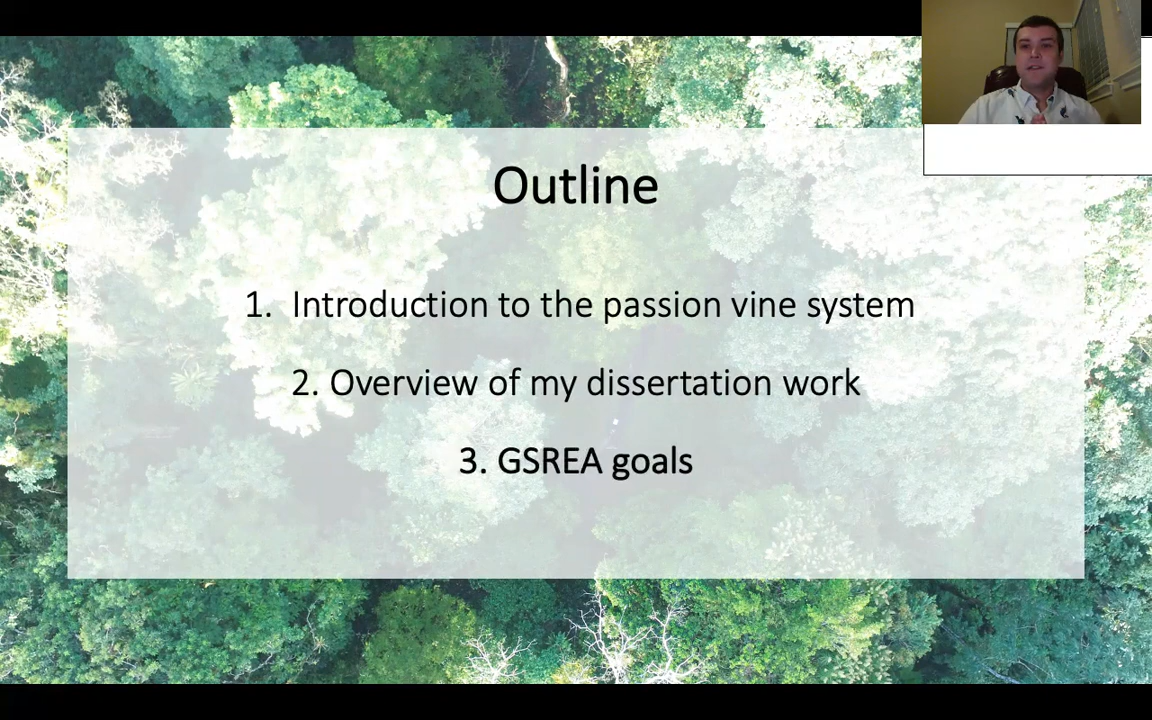 Outline
1. Introduction to the passion vine system
2. Overview of my dissertation work
3. GSREA goals